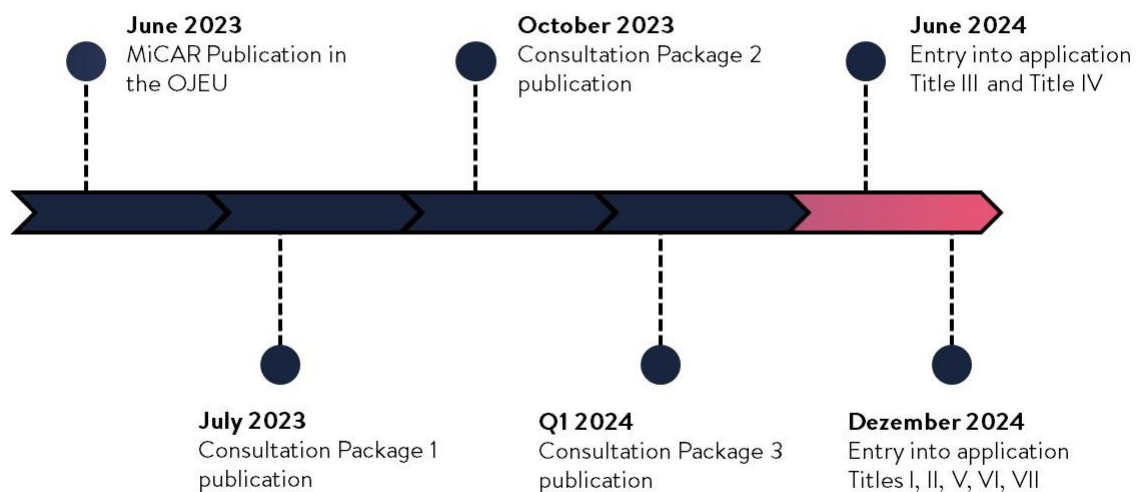 June 2023
MiCAR Publication in
the OJEU
October 2023
Consultation Package 2
publication
June 2024
Entry into application
Title III and Title IV
July 2023
Consultation Package 1
publication
Q1 2024
Consultation Package 3
publication
Dezember 2024
Entry into application
Titles I, II, V, VI, VII